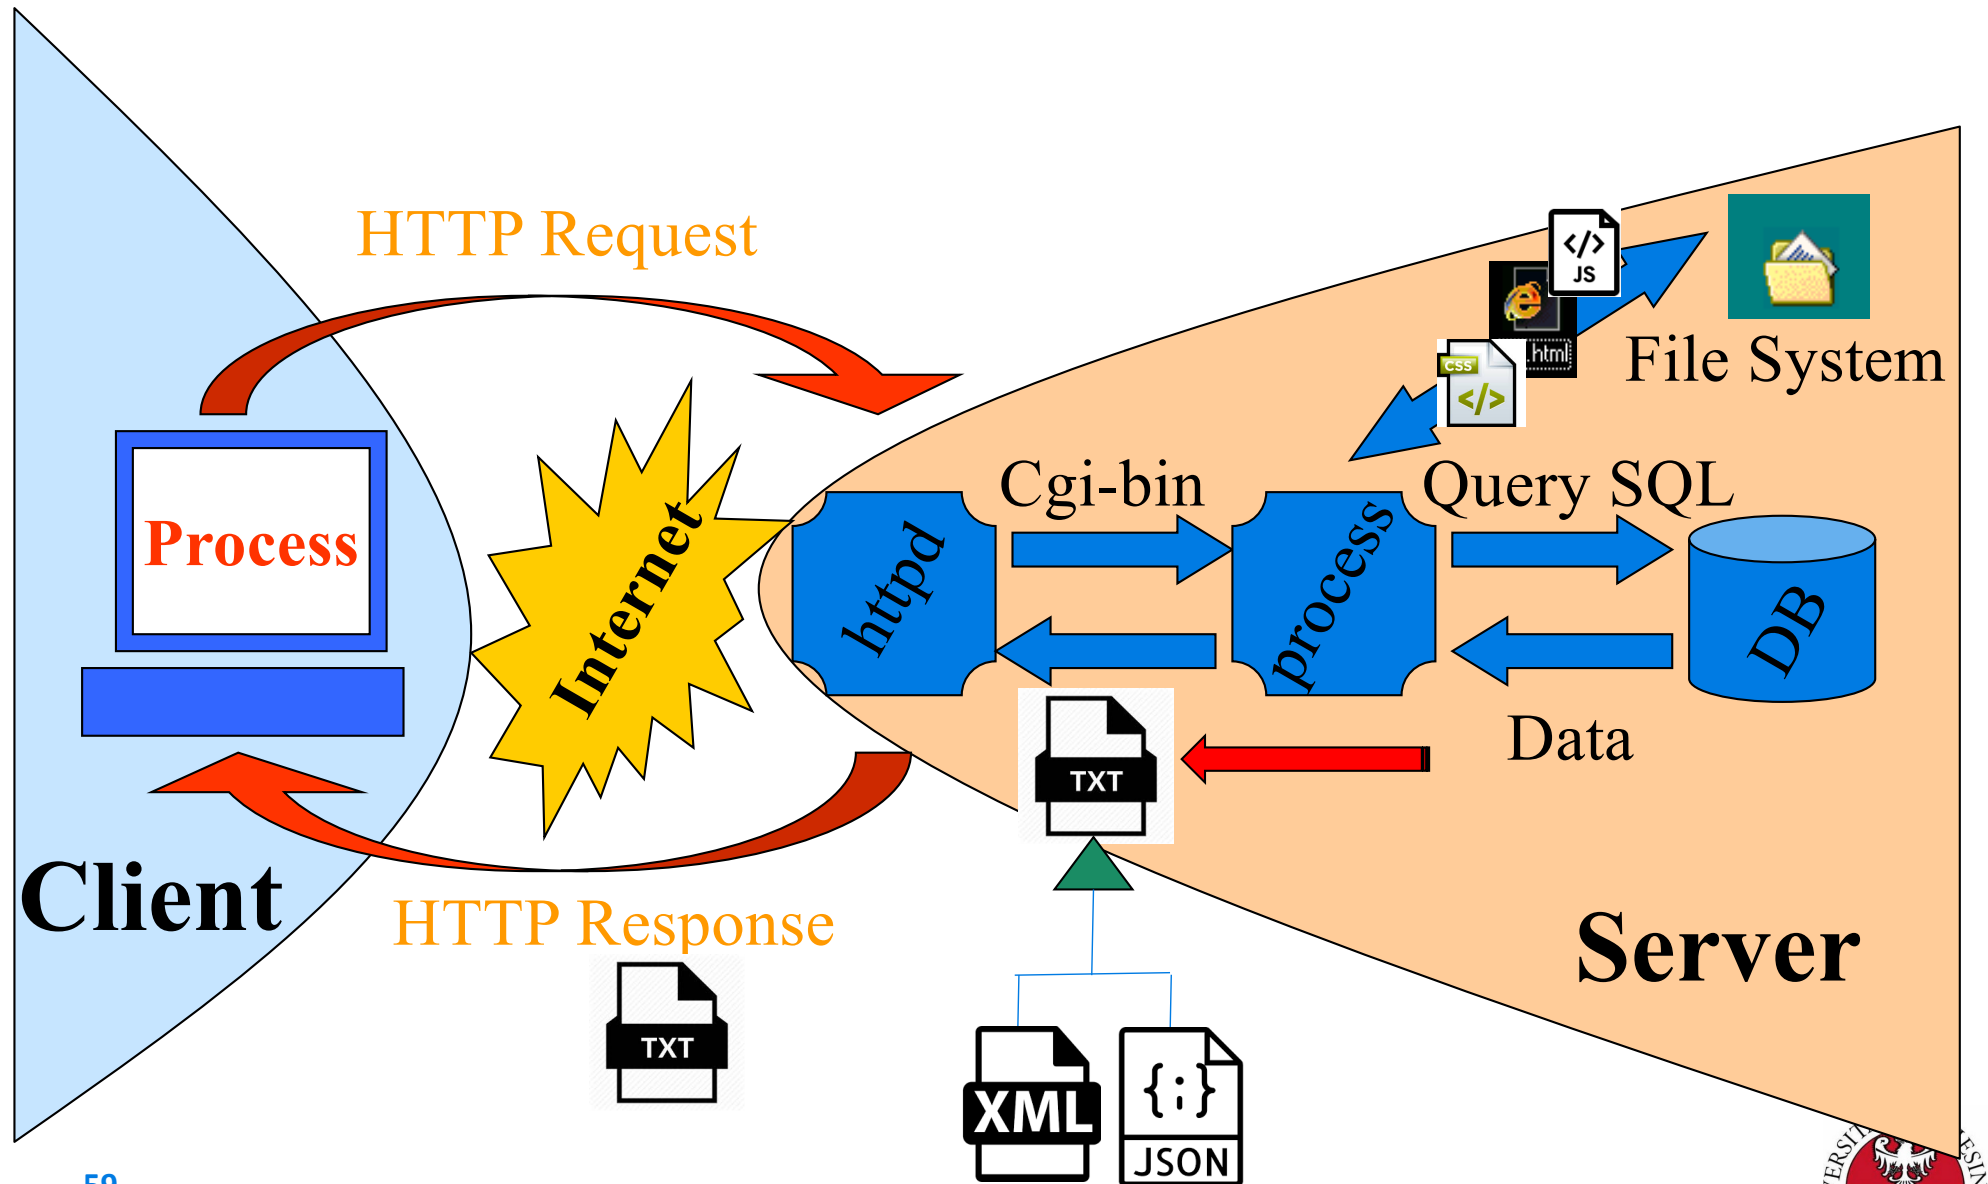 HTTP Request
</>
JS
.html
CSS
</>
File System
Cgi-bin
Query SQL
Process
Internet
httpd
process
DB
Data
TXT
Client
HTTP Response
Server
TXT
XML
{;}
JSON
59